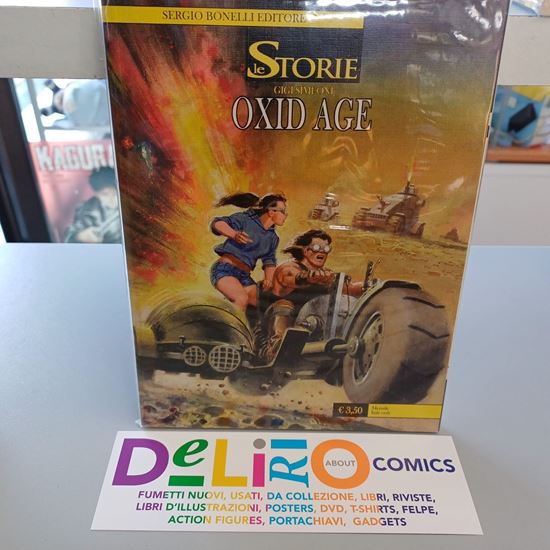 SERGIO BONELLI EDITORE
le STORIE
GIGI SIMEONI
OXID AGE
KAGURA
€ 3,50
DeLiRiO ABOUT COMICS
FUMETTI NUOVI, USATI, DA COLLEZIONE, LIBRI, RIVISTE,
LIBRI D'ILLUSTRAZIONI, POSTERS, DVD, T-SHIRTS, FELPE,
ACTION FIGURES, PORTACHIAVI, GADGETS